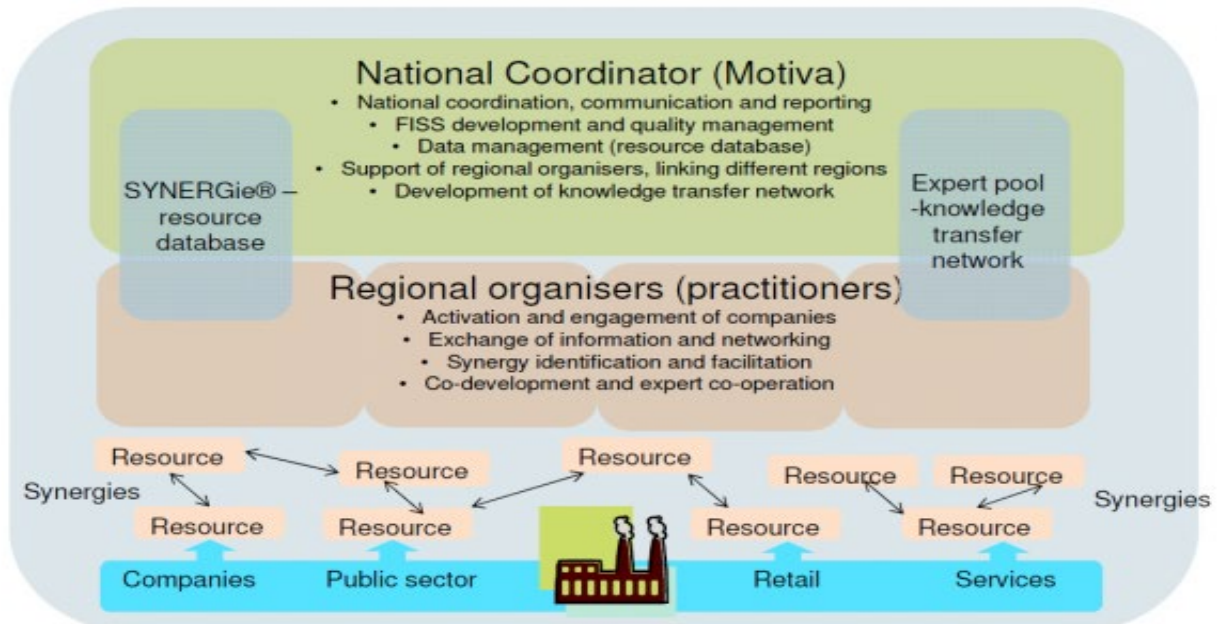 National Coordinator (Motiva)
• National coordination, communication and reporting
• FISS development and quality management
• Data management (resource database)
• Support of regional organisers, linking different regions
• Development of knowledge transfer network
SYNERGie® –
resource
database
Expert pool
-knowledge
transfer
network
Regional organisers (practitioners)
• Activation and engagement of companies
• Exchange of information and networking
• Synergy identification and facilitation
• Co-development and expert co-operation
Resource
Resource
Resource
Resource
Resource
Synergies
Synergies
Resource
Resource
Resource
Resource
Companies
Public sector
Retail
Services